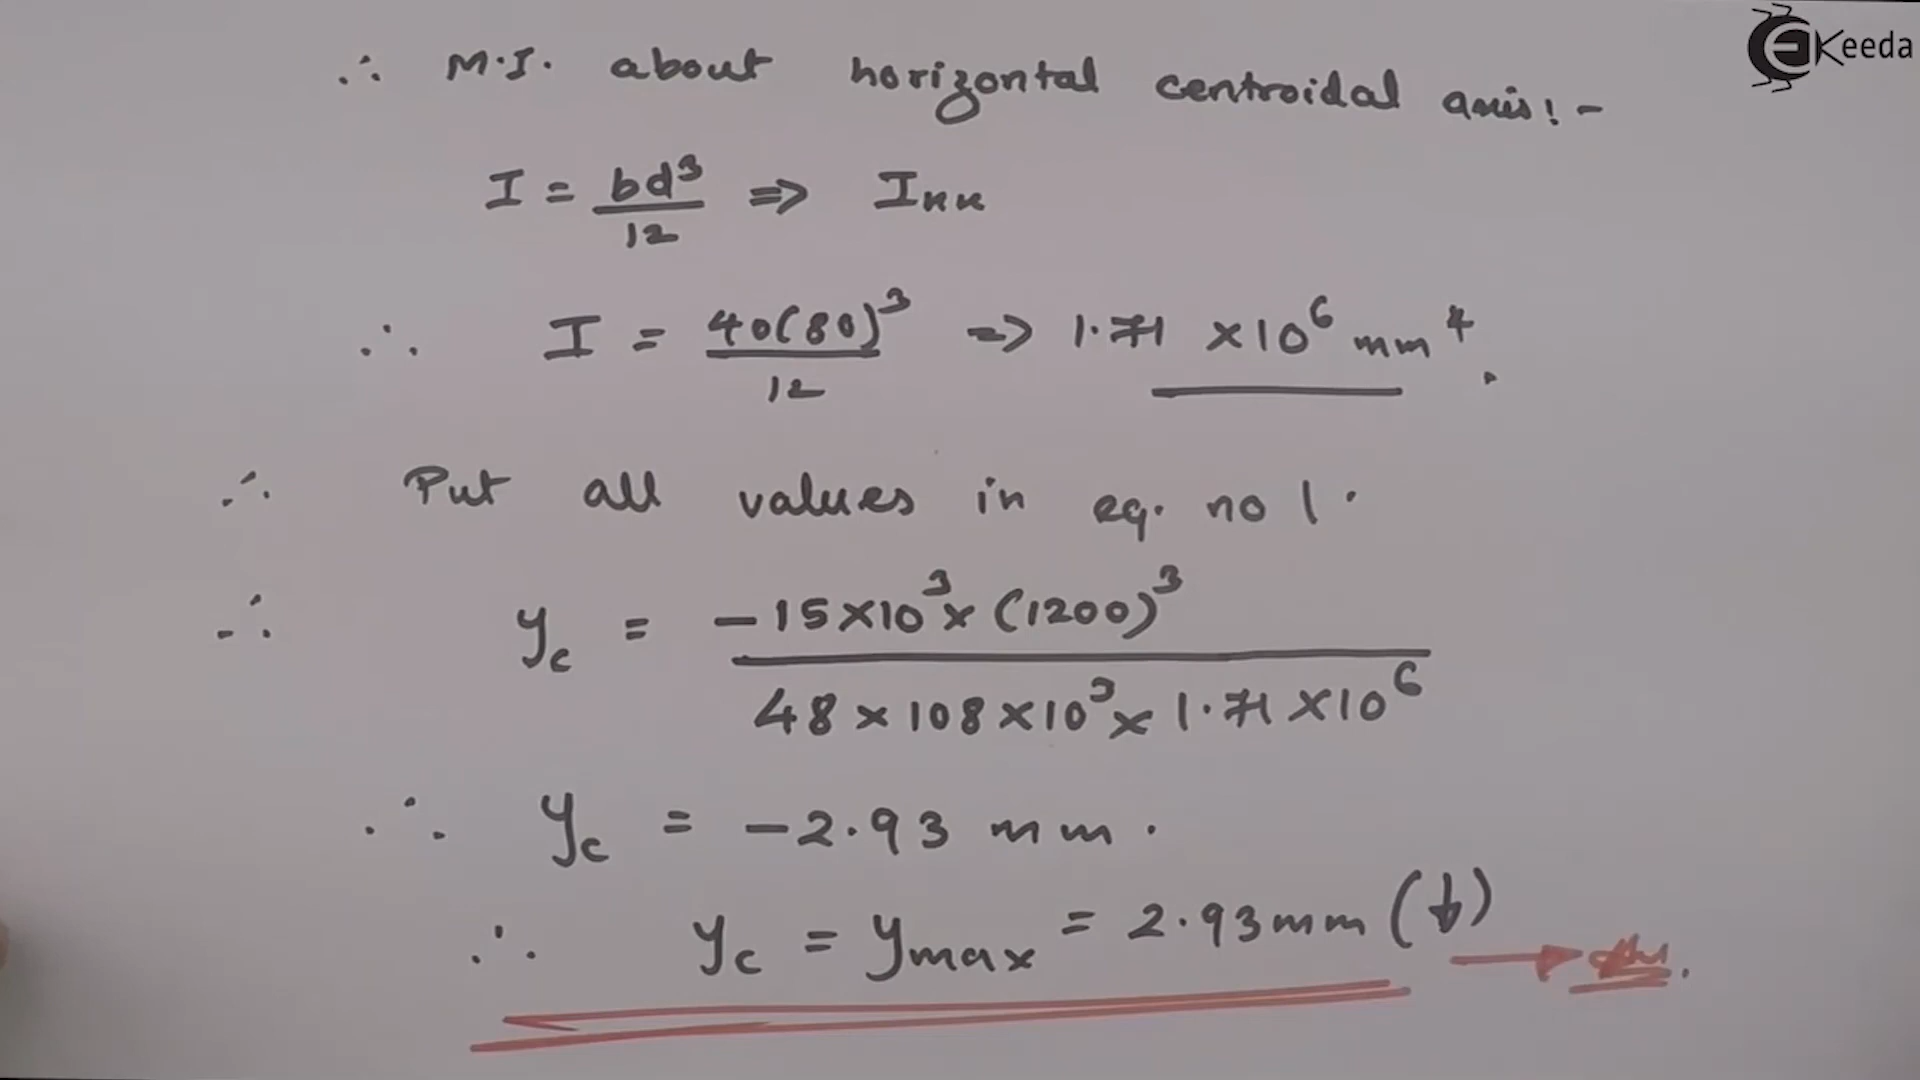 Keeda
∴ M.I. about horizontal centroidal axis:-
I = bd³/12 => Ixx
∴ I = 40(80)³/12 => 1.71 ×10⁶ mm⁴.
∴ Put all values in eq. no 1.
∴ yc = -15×10³×(1200)³/48×108×10³×1.71×10⁶
∴ yc = -2.93 mm.
∴ yc = ymax = 2.93mm (↓)